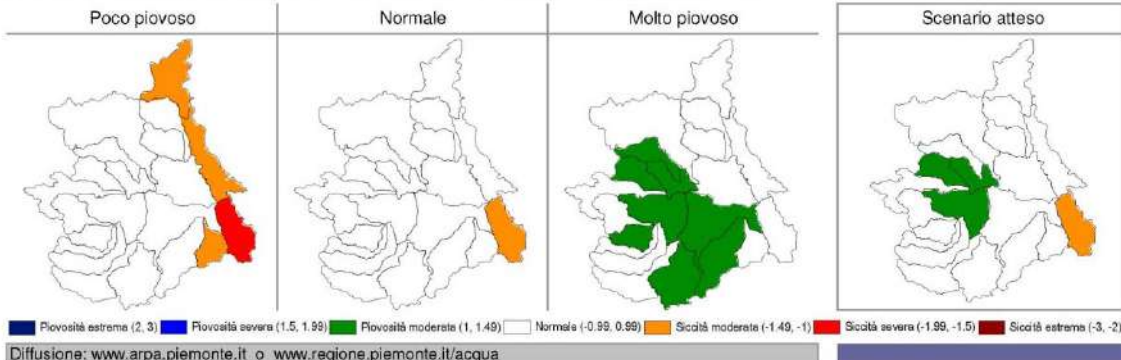 Poco piovoso
Normale
Molto piovoso
Scenario atteso
Piovosità estrema (2, 3)
Piovosità severa (1.5, 1.99)
Piovosità moderata (1, 1.49)
Normale (-0.99, 0.99)
Siccità moderata (-1.49, -1)
Siccità severa (-1.99, -1.5)
Siccità estrema (-3, -2)
Diffusione: www.arpa.piemonte.it o www.regione.piemonte.it/acqua